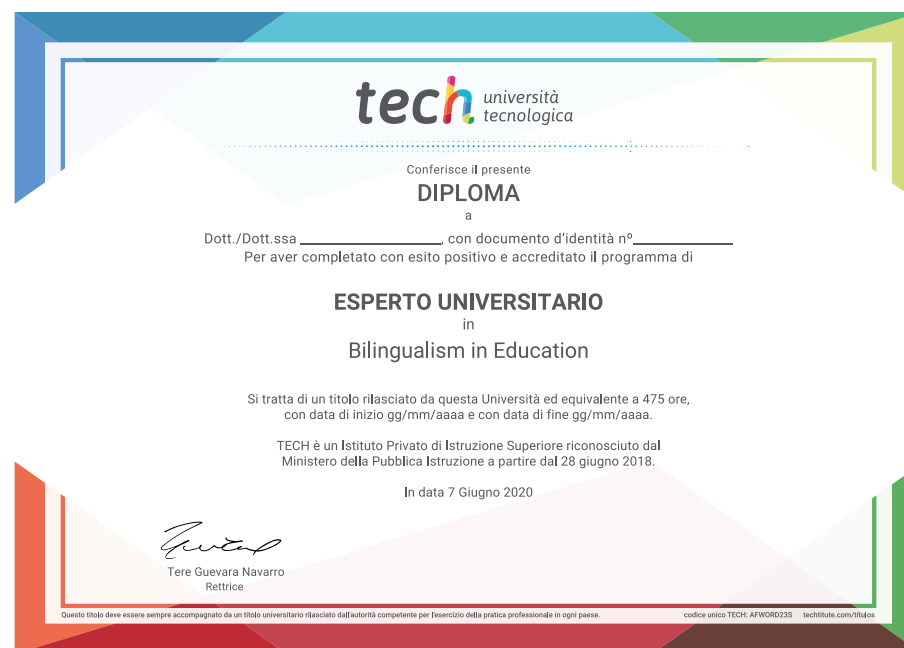 tech università
tecnologica
Conferisce il presente
DIPLOMA
a
Dott./Dott.ssa ____________________, con documento d'identità nº______________
Per aver completato con esito positivo e accreditato il programma di
ESPERTO UNIVERSITARIO
in
Bilingualism in Education
Si tratta di un titolo rilasciato da questa Università ed equivalente a 475 ore,
con data di inizio gg/mm/aaaa e con data di fine gg/mm/aaaa.
TECH è un Istituto Privato di Istruzione Superiore riconosciuto dal
Ministero della Pubblica Istruzione a partire dal 28 giugno 2018.
In data 7 Giugno 2020
Tere Guevara Navarro
Rettrice
Questo titolo deve essere sempre accompagnato da un titolo universitario rilasciato dall'autorità competente per l'esercizio della pratica professionale in ogni paese. codice unico TECH: AFWORD23S techtitute.com/titulos